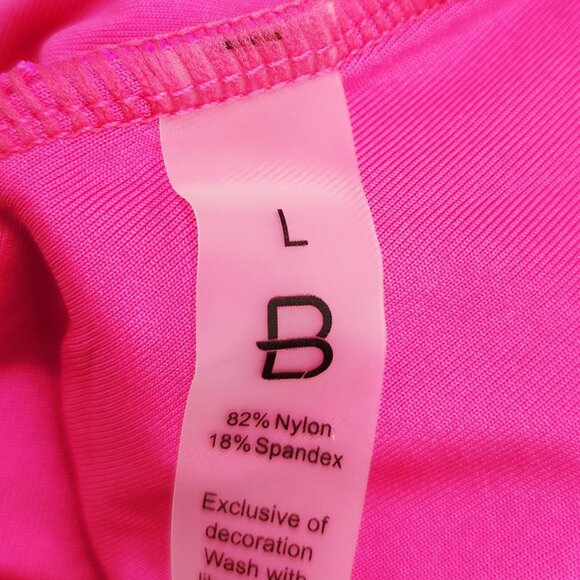 L
B
82% Nylon
18% Spandex
Exclusive of
decoration
Wash with